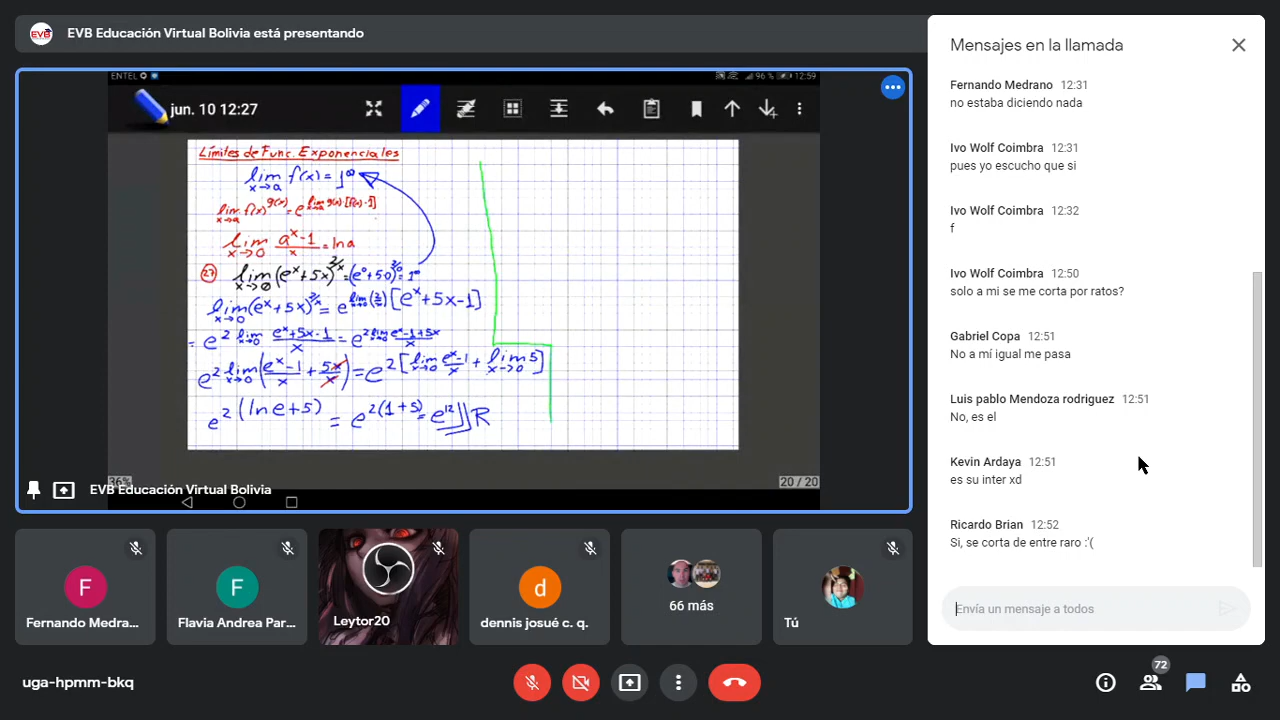 EVB Educación Virtual Bolivia está presentando
ENTEL
96 % 12:59
jun. 10 12:27
Límites de Func. Exponenciales
lim x→a f(x) = 1^∞
lim x→a f(x)^g(x) = e^lim x→a g(x)[f(x)-1]
lim x→0 (a^x-1)/x = ln a
27 lim x→0 (e^x+5x)^2/x = (e^0+5·0)^2/0 = 1^∞
lim x→0 (e^x+5x)^2/x = e^lim x→0 (2/x) [e^x+5x-1]
= e^2 lim x→0 (e^x+5x-1)/x = e^2 lim x→0 (e^x-1+5x)/x
e^2 lim x→0 ((e^x-1)/x + 5x/x) = e^2 [lim x→0 (e^x-1)/x + lim x→0 5]
e^2 (ln e+5) = e^2(1+5) = e^12 R
36%
20 / 20
EVB Educación Virtual Bolivia
Fernando Medra...
Flavia Andrea Par...
Leytor20
dennis josué c. q.
66 más
Tú
F
F
d
uga-hpmm-bkq
Mensajes en la llamada
Fernando Medrano 12:31
no estaba diciendo nada
Ivo Wolf Coimbra 12:31
pues yo escucho que si
Ivo Wolf Coimbra 12:32
f
Ivo Wolf Coimbra 12:50
solo a mi se me corta por ratos?
Gabriel Copa 12:51
No a mí igual me pasa
Luis pablo Mendoza rodriguez 12:51
No, es el
Kevin Ardaya 12:51
es su inter xd
Ricardo Brian 12:52
Si, se corta de entre raro :'(
Envía un mensaje a todos
72